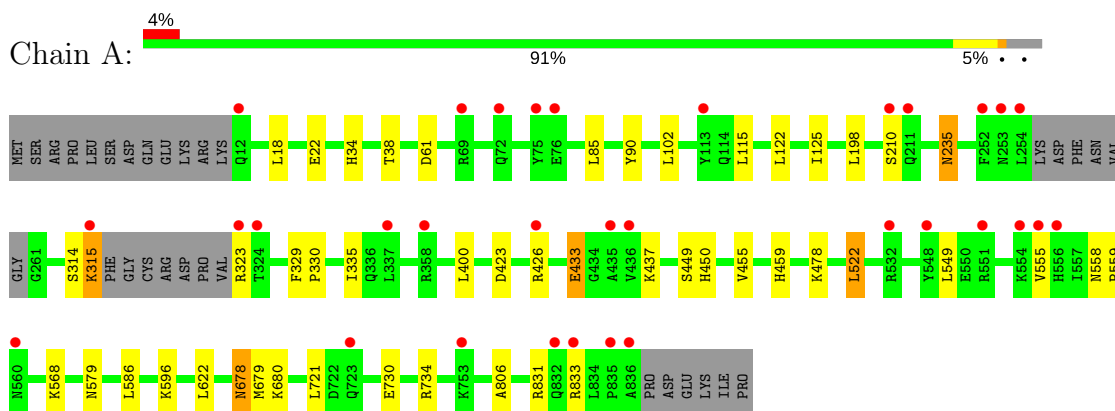 4%
Chain A:
91% 5% • •
MET SER ARG PRO LEU SER ASP GLN GLU LYS ARG LYS Q12 L18 E22 H34 T38 D61 R69 Q72 Y75 E76 L85 Y90 L102 Y113 Q114 L115 L122 I125 L198 S210 Q211 N235 F252 N253 L254 LYS ASP PHE ASN VAL
GLY G261 S314 K315 PHE GLY CYS ARG ASP PRO VAL R323 T324 F329 P330 I335 Q336 L337 R358 L400 D423 R426 E433 G434 A435 V436 K437 S449 H450 V455 H459 K478 L522 R532 Y548 L549 E550 R551 K554 V555 H556 I557 N558
N560 K568 N579 L586 K596 L622 N678 M679 K680 L721 D722 Q723 E730 R734 K753 A806 R831 Q832 R833 L834 P835 A836 PRO ASP GLU LYS ILE PRO